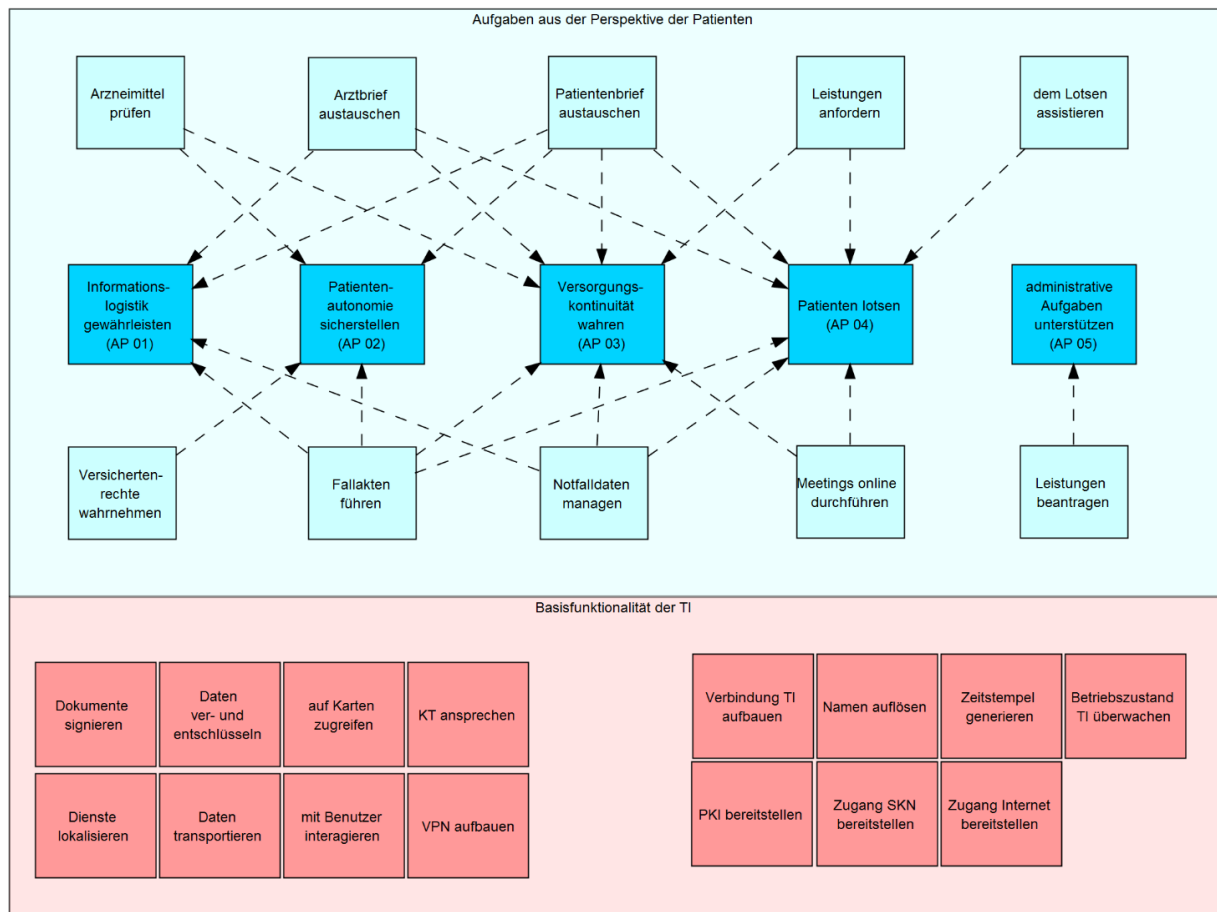 Aufgaben aus der Perspektive der Patienten
Arzneimittel
prüfen
Arztbrief
austauschen
Patientenbrief
austauschen
Leistungen
anfordern
dem Lotsen
assistieren
Informations-
logistik
gewährleisten
(AP 01)
Patienten-
autonomie
sicherstellen
(AP 02)
Versorgungs-
kontinuität
wahren
(AP 03)
Patienten lotsen
(AP 04)
administrative
Aufgaben
unterstützen
(AP 05)
Versicherten-
rechte
wahrnehmen
Fallakten
führen
Notfalldaten
managen
Meetings online
durchführen
Leistungen
beantragen
Basisfunktionalität der TI
Dokumente
signieren
Daten
ver- und
entschlüsseln
auf Karten
zugreifen
KT ansprechen
Verbindung TI
aufbauen
Namen auflösen
Zeitstempel
generieren
Betriebszustand
TI überwachen
Dienste
lokalisieren
Daten
transportieren
mit Benutzer
interagieren
VPN aufbauen
PKI bereitstellen
Zugang SKN
bereitstellen
Zugang Internet
bereitstellen